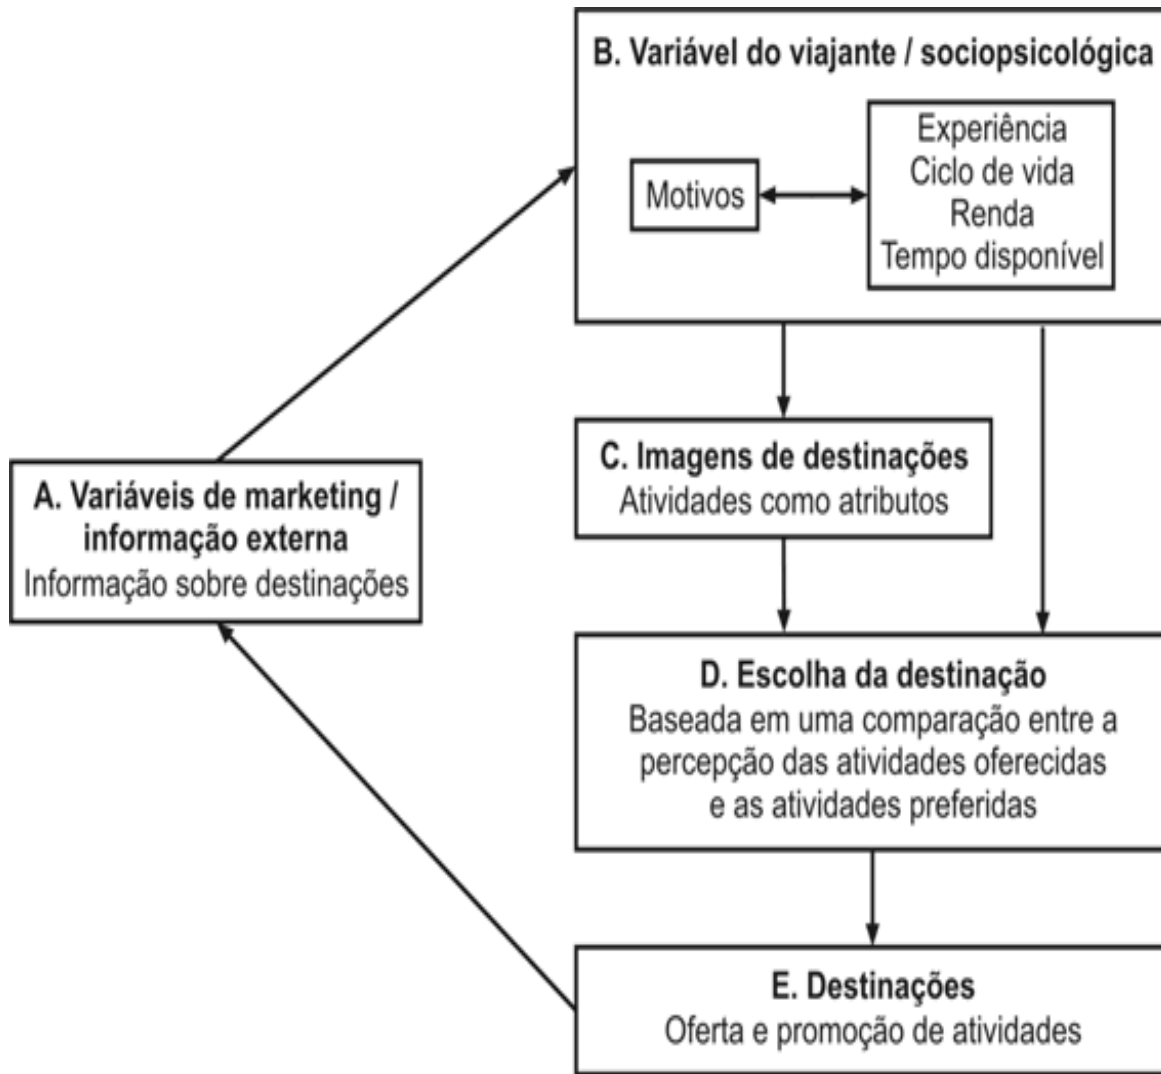 B. Variável do viajante / sociopsicológica
Motivos
Experiência
Ciclo de vida
Renda
Tempo disponível
C. Imagens de destinações
Atividades como atributos
A. Variáveis de marketing /
informação externa
Informação sobre destinações
D. Escolha da destinação
Baseada em uma comparação entre a
percepção das atividades oferecidas
e as atividades preferidas
E. Destinações
Oferta e promoção de atividades